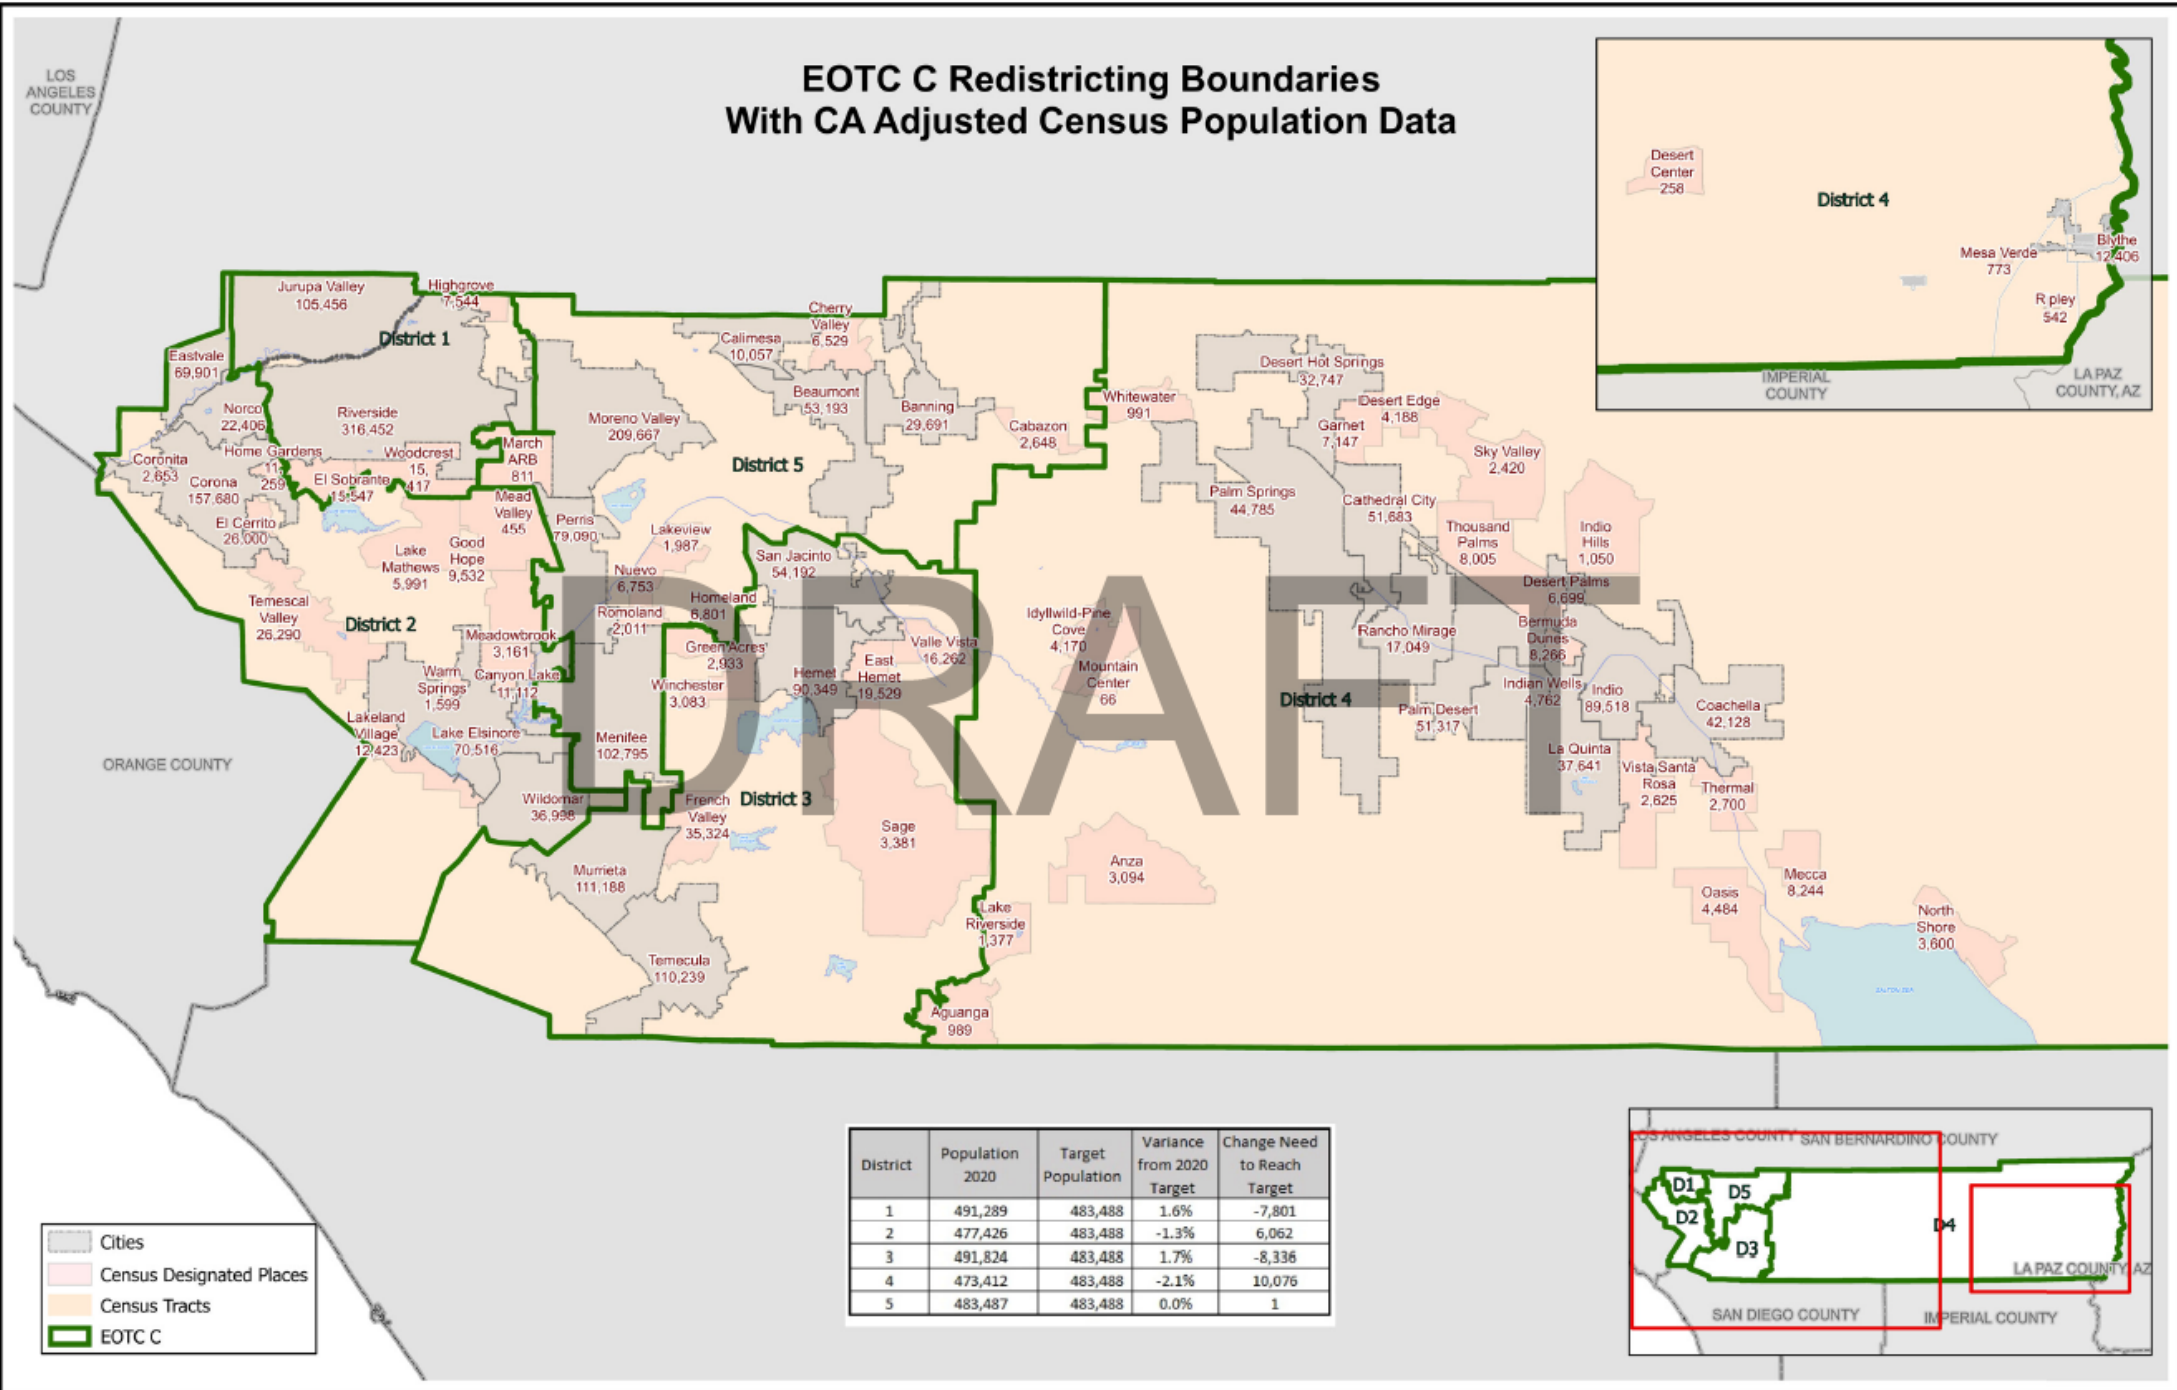 EOTC C Redistricting Boundaries
With CA Adjusted Census Population Data
LOS
ANGELES
COUNTY
Desert
Center
258
District 4
Mesa Verde
773
Blythe
12,406
R pley
542
IMPERIAL
COUNTY
LA PAZ
COUNTY, AZ
Jurupa Valley
105,456
Highgrove
7,544
District 1
Eastvale
69,901
Norco
22,406
Riverside
316,452
Home Gardens
11,
259
Woodcrest
15,
417
March
ARB
811
Coronita
2,653
Corona
157,680
El Sobrante
15,547
El Cerrito
26,000
Mead
Valley
455
Lake
Mathews
5,991
Good
Hope
9,532
Temescal
Valley
26,290
District 2
Meadowbrook
3,161
Warm
Springs
1,599
Canyon Lake
11,112
Lakeland
Village
12,423
Lake Elsinore
70,516
Wildomar
36,998
ORANGE COUNTY
Calimesa
10,057
Cherry
Valley
6,529
Beaumont
53,193
Banning
29,691
Cabazon
2,648
Moreno Valley
209,667
District 5
Perris
79,090
Lakeview
1,987
Nuevo
6,753
San Jacinto
54,192
Homeland
6,801
Romoland
2,011
Green Acres
2,933
Winchester
3,083
Hemet
90,349
East
Hemet
19,529
Valle Vista
16,262
Menifee
102,795
French
Valley
35,324
District 3
Sage
3,381
Murrieta
111,188
Temecula
110,239
Lake
Riverside
1,377
Aguanga
989
Anza
3,094
Idyllwild-Pine
Cove
4,170
Mountain
Center
66
DRAFT
Whitewater
991
Desert Hot Springs
32,747
Desert Edge
4,188
Garnet
7,147
Sky Valley
2,420
Palm Springs
44,785
Cathedral City
51,683
Thousand
Palms
8,005
Indio
Hills
1,050
Desert Palms
6,699
Rancho Mirage
17,049
Bermuda
Dunes
8,266
District 4
Palm Desert
51,317
Indian Wells
4,762
Indio
89,518
Coachella
42,128
La Quinta
37,641
Vista Santa
Rosa
2,625
Thermal
2,700
Mecca
8,244
Oasis
4,484
North
Shore
3,600
District
Population 2020
Target Population
Variance from 2020 Target
Change Need to Reach Target
1 491,289 483,488 1.6% -7,801
2 477,426 483,488 -1.3% 6,062
3 491,824 483,488 1.7% -8,336
4 473,412 483,488 -2.1% 10,076
5 483,487 483,488 0.0% 1
Cities
Census Designated Places
Census Tracts
EOTC C
LOS ANGELES COUNTY
SAN BERNARDINO COUNTY
D1
D5
D2
D4
D3
LA PAZ COUNTY, AZ
SAN DIEGO COUNTY
IMPERIAL COUNTY